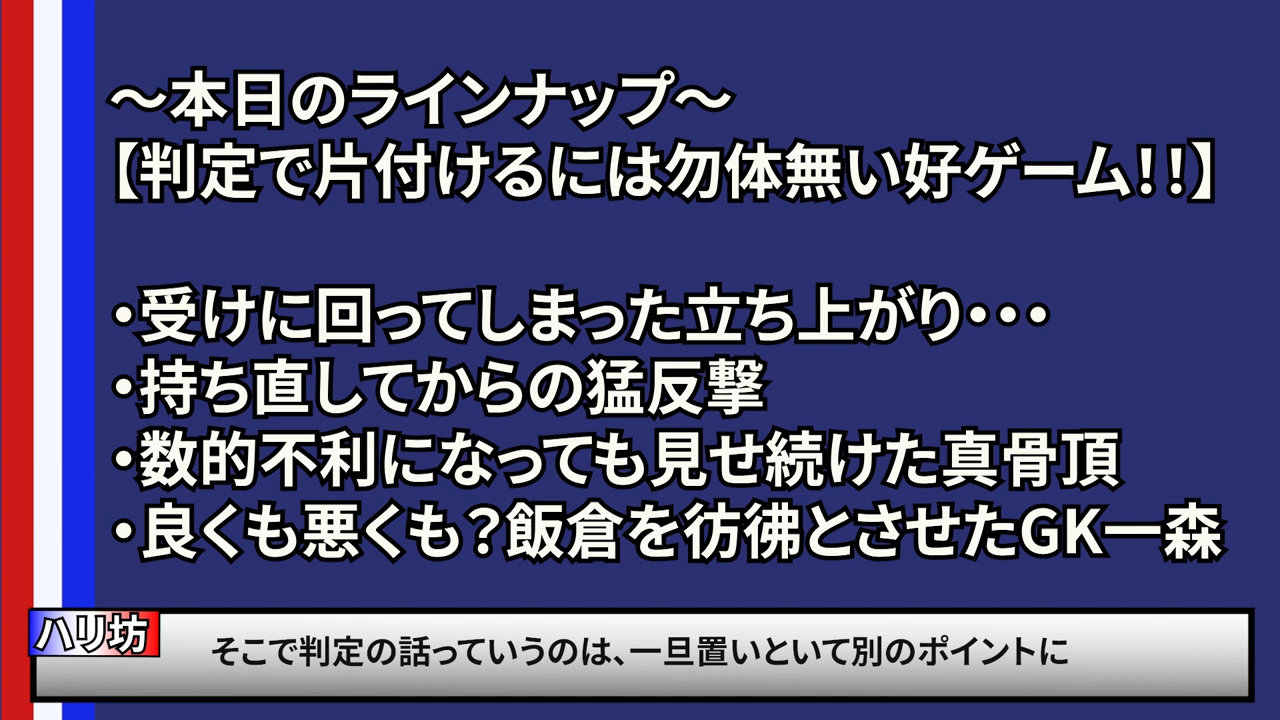 ～本日のラインナップ～
【判定で片付けるには勿体無い好ゲーム！！】
・受けに回ってしまった立ち上がり・・・
・持ち直してからの猛反撃
・数的不利になっても見せ続けた真骨頂
・良くも悪くも？飯倉を彷彿とさせたGK一森
ハリ坊
そこで判定の話っていうのは、一旦置いといて別のポイントに